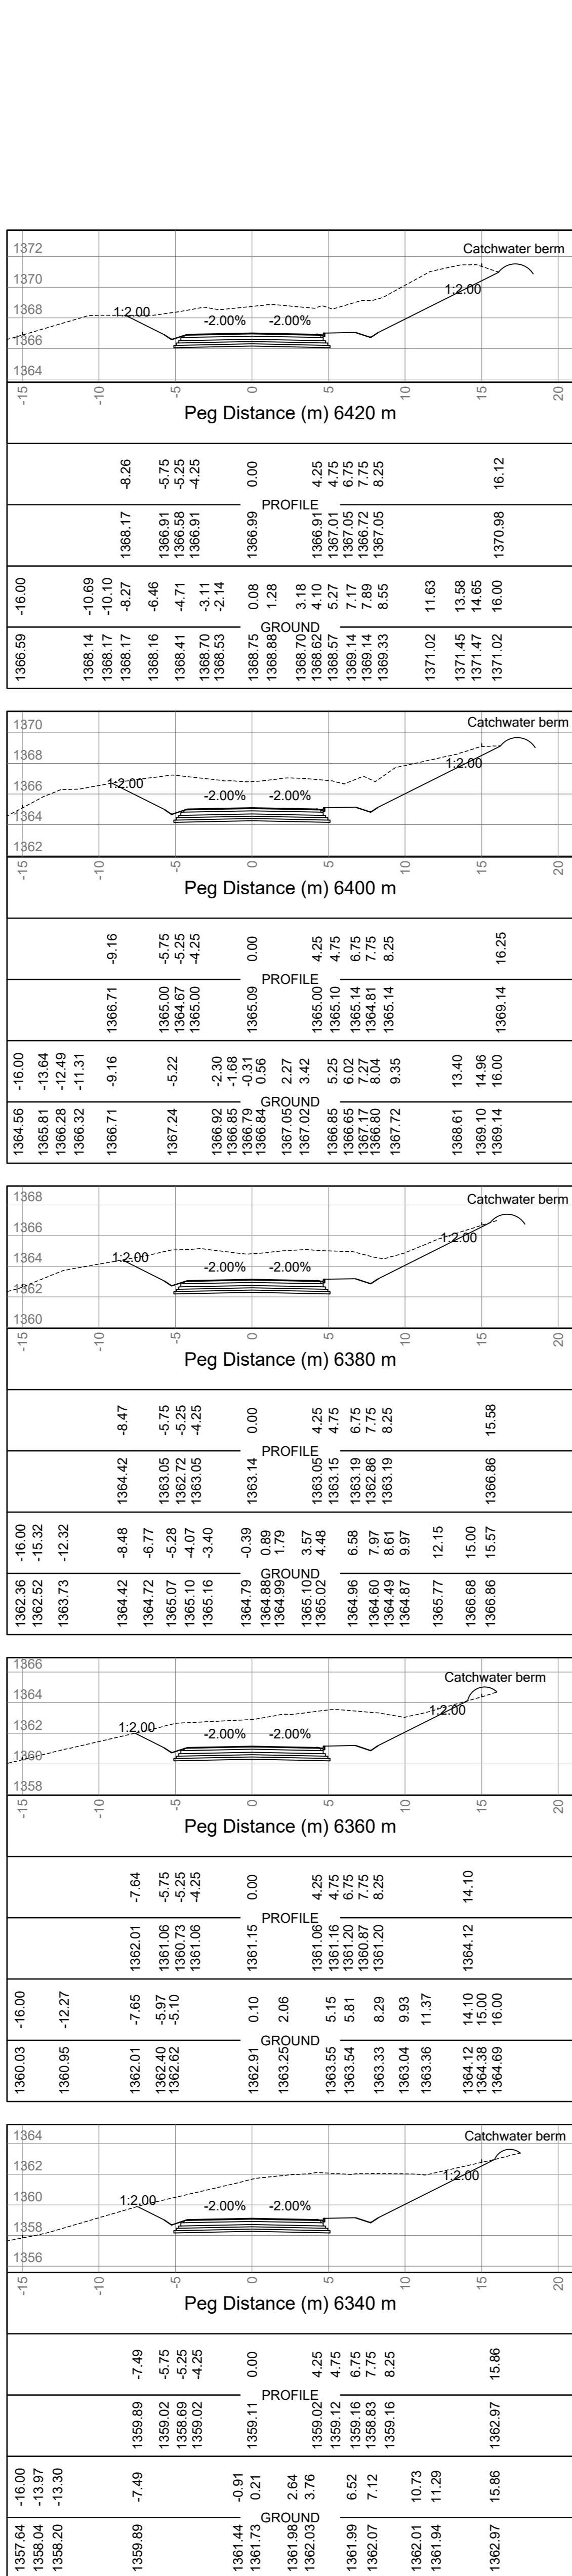 1372
Catchwater berm
1370
1:2.00
1368
1:2.00
-2.00% -2.00%
1366
1364
-15 -10 -5 0 5 10 15 20
Peg Distance (m) 6420 m
-8.26 -5.75 -5.25 -4.25 0.00 4.25 4.75 6.75 7.75 8.25 16.12
PROFILE
1368.17 1366.91 1366.58 1366.91 1366.99 1366.91 1367.01 1367.05 1366.72 1367.05 1370.98
-16.00 -10.69 -10.10 -8.27 -6.46 -4.71 -3.11 -2.14 0.08 1.28 3.18 4.10 5.27 7.17 7.89 8.55 11.63 13.58 14.65 16.00
GROUND
1366.59 1368.14 1368.17 1368.17 1368.16 1368.41 1368.70 1368.53 1368.75 1368.88 1368.70 1368.62 1368.57 1369.14 1369.14 1369.33 1371.02 1371.45 1371.47 1371.02
1370
Catchwater berm
1368
1:2.00
1366
1:2.00
-2.00% -2.00%
1364
1362
-15 -10 -5 0 5 10 15 20
Peg Distance (m) 6400 m
-9.16 -5.75 -5.25 -4.25 0.00 4.25 4.75 6.75 7.75 8.25 16.25
PROFILE
1366.71 1365.00 1364.67 1365.00 1365.09 1365.00 1365.10 1365.14 1364.81 1365.14 1369.14
-16.00 -13.64 -12.49 -11.31 -9.16 -5.22 -2.30 -1.68 -0.31 0.56 2.27 3.42 5.25 6.02 7.27 8.04 9.35 13.40 14.96 16.00
GROUND
1364.56 1365.81 1366.28 1366.32 1366.71 1367.24 1366.92 1366.85 1366.79 1366.84 1367.05 1367.02 1366.85 1366.65 1367.17 1366.80 1367.72 1368.61 1369.10 1369.14
1368
Catchwater berm
1366
1:2.00
1364
1:2.00
-2.00% -2.00%
1362
1360
-15 -10 -5 0 5 10 15 20
Peg Distance (m) 6380 m
-8.47 -5.75 -5.25 -4.25 0.00 4.25 4.75 6.75 7.75 8.25 15.58
PROFILE
1364.42 1363.05 1362.72 1363.05 1363.14 1363.05 1363.15 1363.19 1362.86 1363.19 1366.86
-16.00 -15.32 -12.32 -8.48 -6.77 -5.28 -4.07 -3.40 -0.39 0.89 1.79 3.57 4.48 6.58 7.97 8.61 9.97 12.15 15.00 15.57
GROUND
1362.36 1362.52 1363.73 1364.42 1364.72 1365.07 1365.10 1365.16 1364.79 1364.88 1364.99 1365.10 1365.02 1364.96 1364.60 1364.49 1364.87 1365.77 1366.68 1366.86
1366
Catchwater berm
1364
1:2.00
1362
1:2.00
-2.00% -2.00%
1360
1358
-15 -10 -5 0 5 10 15 20
Peg Distance (m) 6360 m
-7.64 -5.75 -5.25 -4.25 0.00 4.25 4.75 6.75 7.75 8.25 14.10
PROFILE
1362.01 1361.06 1360.73 1361.06 1361.15 1361.06 1361.16 1361.20 1360.87 1361.20 1364.12
-16.00 -12.27 -7.65 -5.97 -5.10 0.10 2.06 5.15 5.81 8.29 9.93 11.37 14.10 15.00 16.00
GROUND
1360.03 1360.95 1362.01 1362.40 1362.62 1362.91 1363.25 1363.55 1363.54 1363.33 1363.04 1363.36 1364.12 1364.38 1364.69
1364
Catchwater berm
1362
1:2.00
1360
1:2.00
-2.00% -2.00%
1358
1356
-15 -10 -5 0 5 10 15 20
Peg Distance (m) 6340 m
-7.49 -5.75 -5.25 -4.25 0.00 4.25 4.75 6.75 7.75 8.25 15.86
PROFILE
1359.89 1359.02 1358.69 1359.02 1359.11 1359.02 1359.12 1359.16 1358.83 1359.16 1362.97
-16.00 -13.97 -13.30 -7.49 -0.91 0.21 2.64 3.76 6.52 7.12 10.73 11.29 15.86
GROUND
1357.64 1358.04 1358.20 1359.89 1361.44 1361.73 1361.98 1362.03 1361.99 1362.07 1362.01 1361.94 1362.97